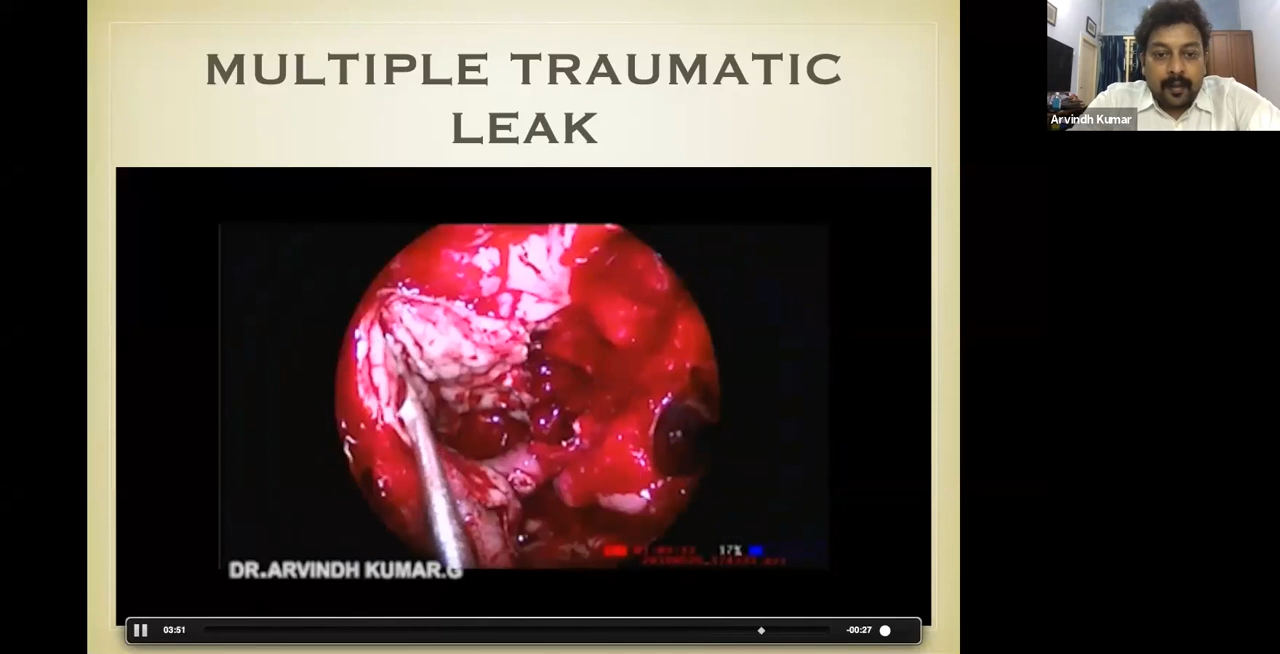 MULTIPLE TRAUMATIC
LEAK
Arvindh Kumar
17%
DR.ARVINDH KUMAR.G
03:51
-00:27